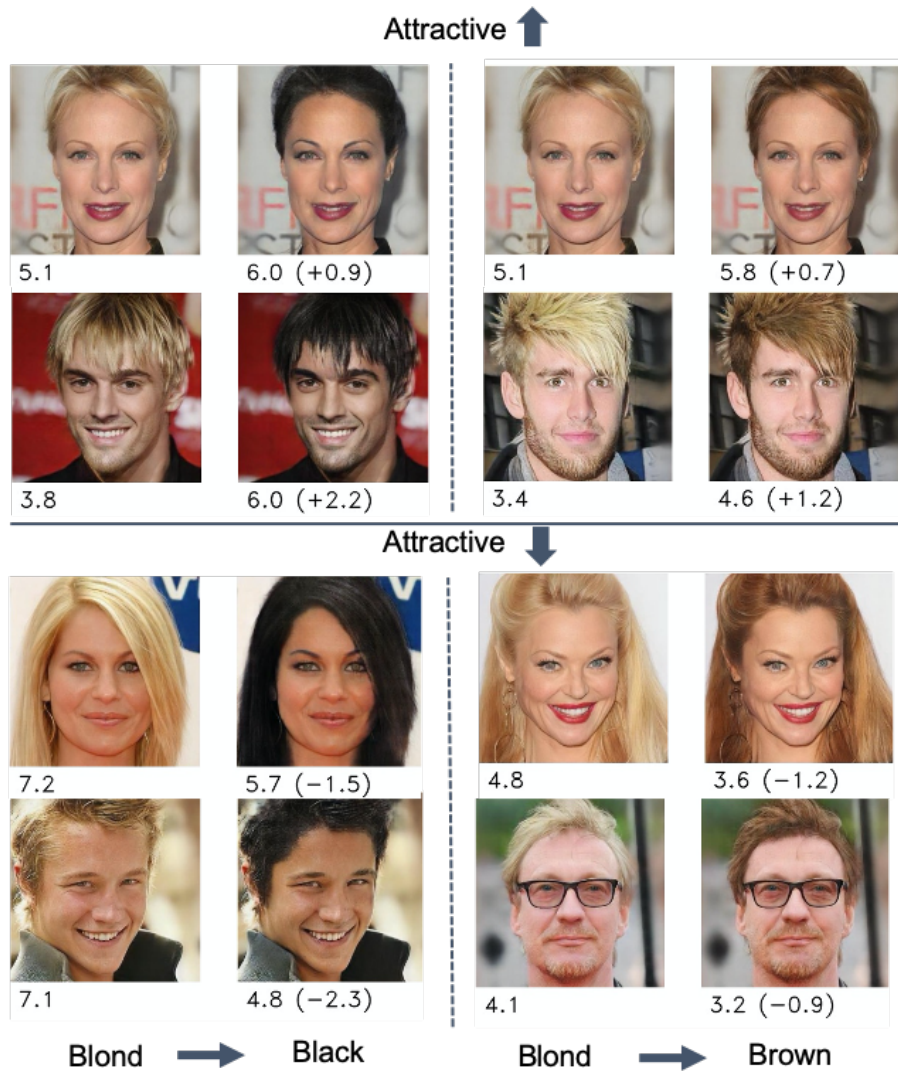 Attractive
5.1 6.0 (+0.9) 5.1 5.8 (+0.7)
3.8 6.0 (+2.2) 3.4 4.6 (+1.2)
Attractive
7.2 5.7 (−1.5) 4.8 3.6 (−1.2)
7.1 4.8 (−2.3) 4.1 3.2 (−0.9)
Blond Black Blond Brown